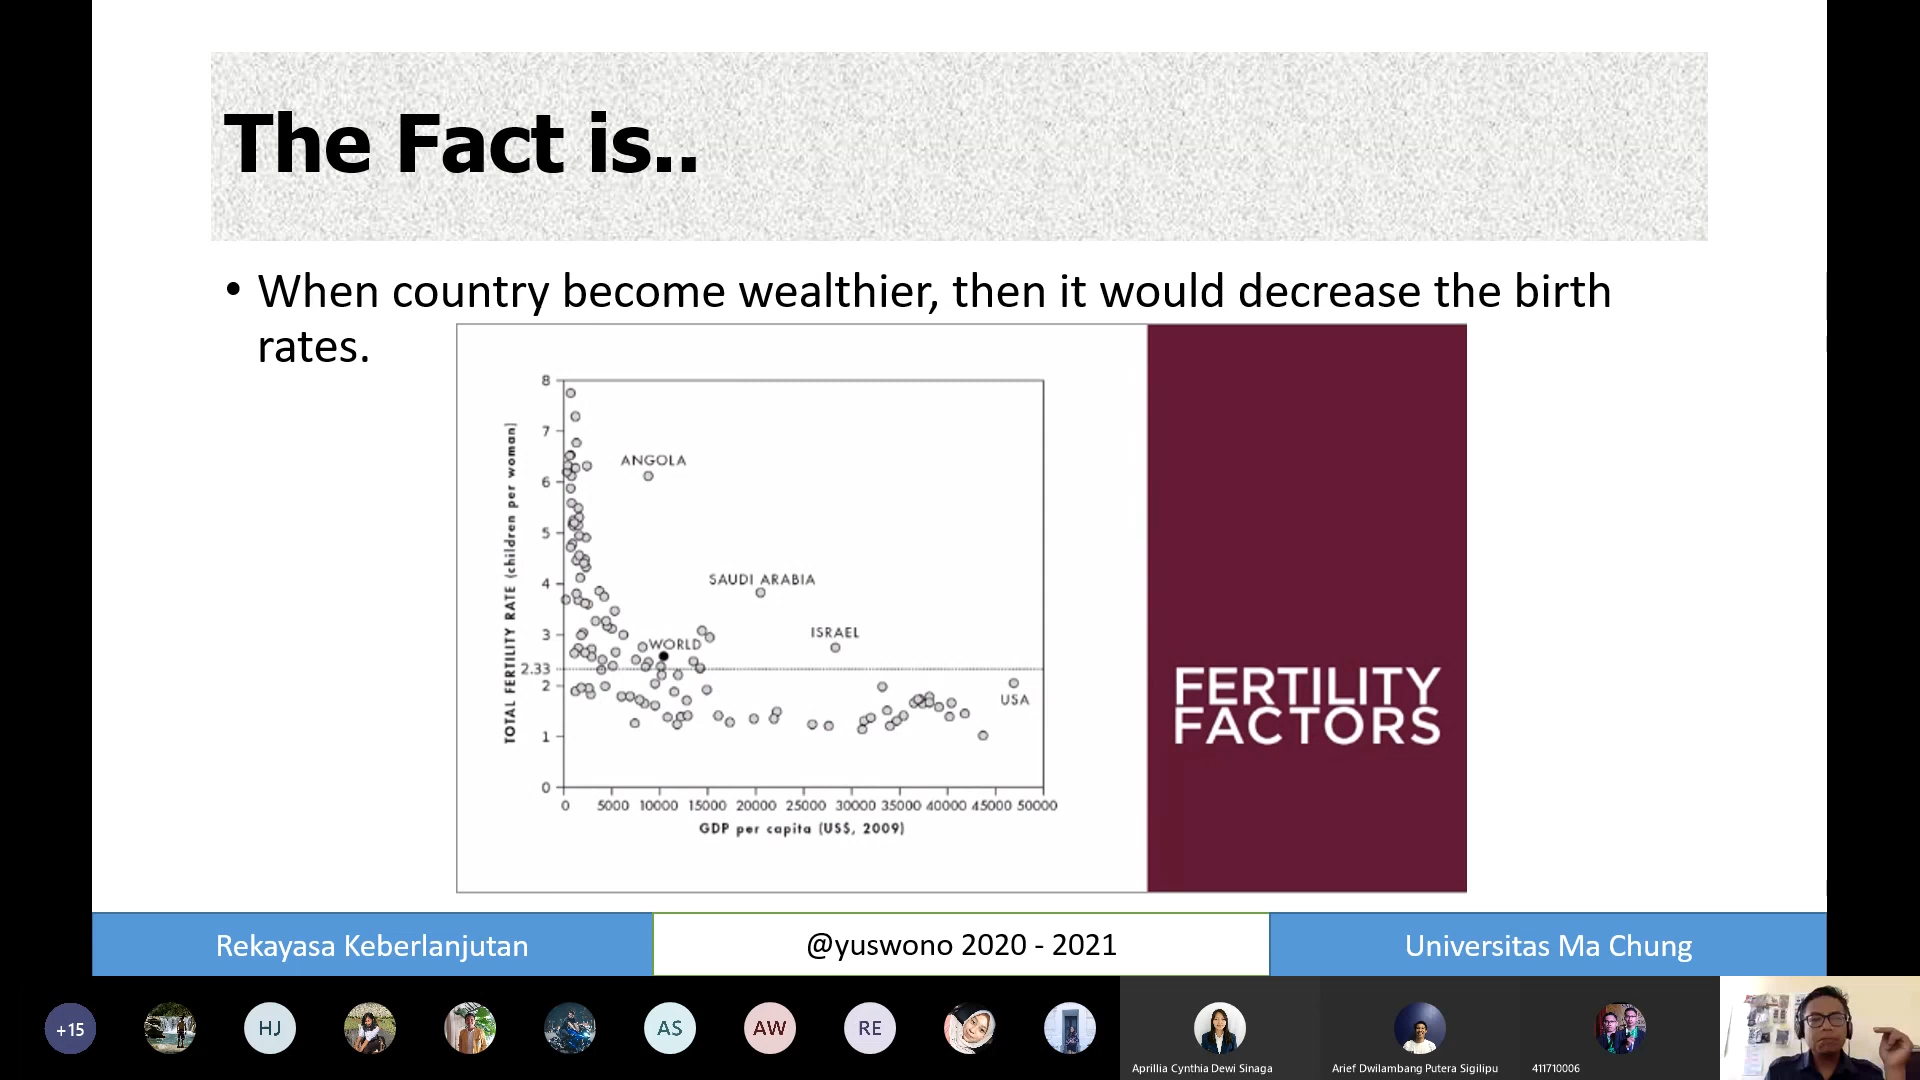 The Fact is..
• When country become wealthier, then it would decrease the birth
rates.
TOTAL FERTILITY RATE (children per woman)
8
7
6
5
4
3
2.33
2
1
0
ANGOLA
SAUDI ARABIA
ISRAEL
WORLD
USA
0 5000 10000 15000 20000 25000 30000 35000 40000 45000 50000
GDP per capita (US$, 2009)
FERTILITY
FACTORS
Rekayasa Keberlanjutan
@yuswono 2020 - 2021
Universitas Ma Chung
+15
HJ
AS
AW
RE
Aprillia Cynthia Dewi Sinaga
Arief Dwilambang Putera Sigilipu
411710006